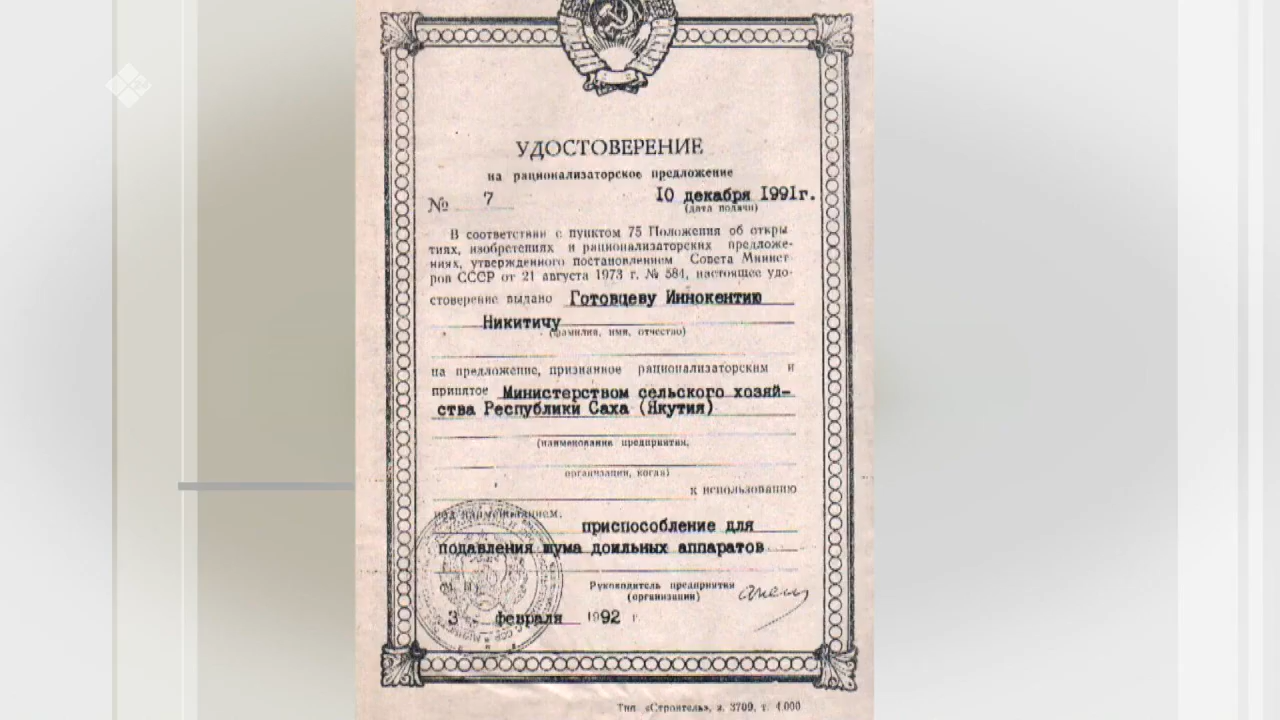 УДОСТОВЕРЕНИЕ
на рационализаторское предложение
№ 7 10 декабря 1991г.
(дата подачи)
В соответствии с пунктом 75 Положения об откры
тиях, изобретениях и рационализаторских предложе-
ниях, утвержденного постановлением Совета Минист-
ров СССР от 21 августа 1973 г. № 584, настоящее удо-
стоверение выдано Готовцеву Иннокентию
Никитичу
(фамилия, имя, отчество)
на предложение, признанное рационализаторским и
принятое Министерством сельского хозяй-
ства Республики Саха (Якутия)
(наименование предприятия,
организации, когда)
к использованию
под наименованием:
приспособление для
подавления шума доильных аппаратов
Руководитель предприятия
(организации)
3 февраля 1992 г.
Тип. «Строитель», з. 3709, т. 4.000